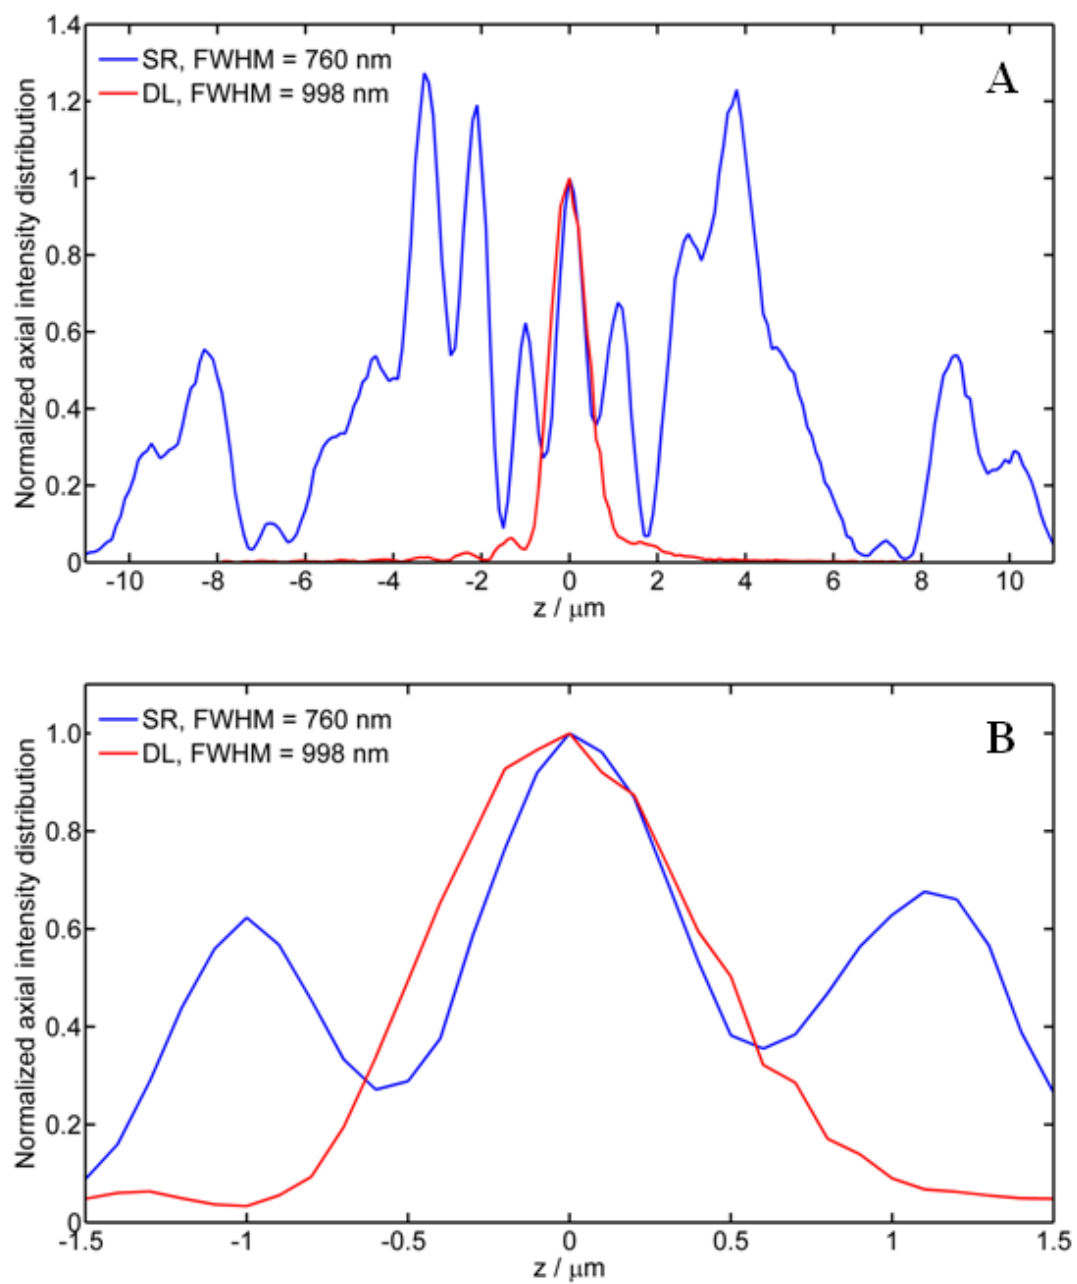 1.4
1.2
1
0.8
0.6
0.4
0.2
0
Normalized axial intensity distribution
SR, FWHM = 760 nm
DL, FWHM = 998 nm
A
-10 -8 -6 -4 -2 0 2 4 6 8 10
z / μm
1.0
0.8
0.6
0.4
0.2
0
Normalized axial intensity distribution
SR, FWHM = 760 nm
DL, FWHM = 998 nm
B
-1.5 -1 -0.5 0 0.5 1 1.5
z / μm